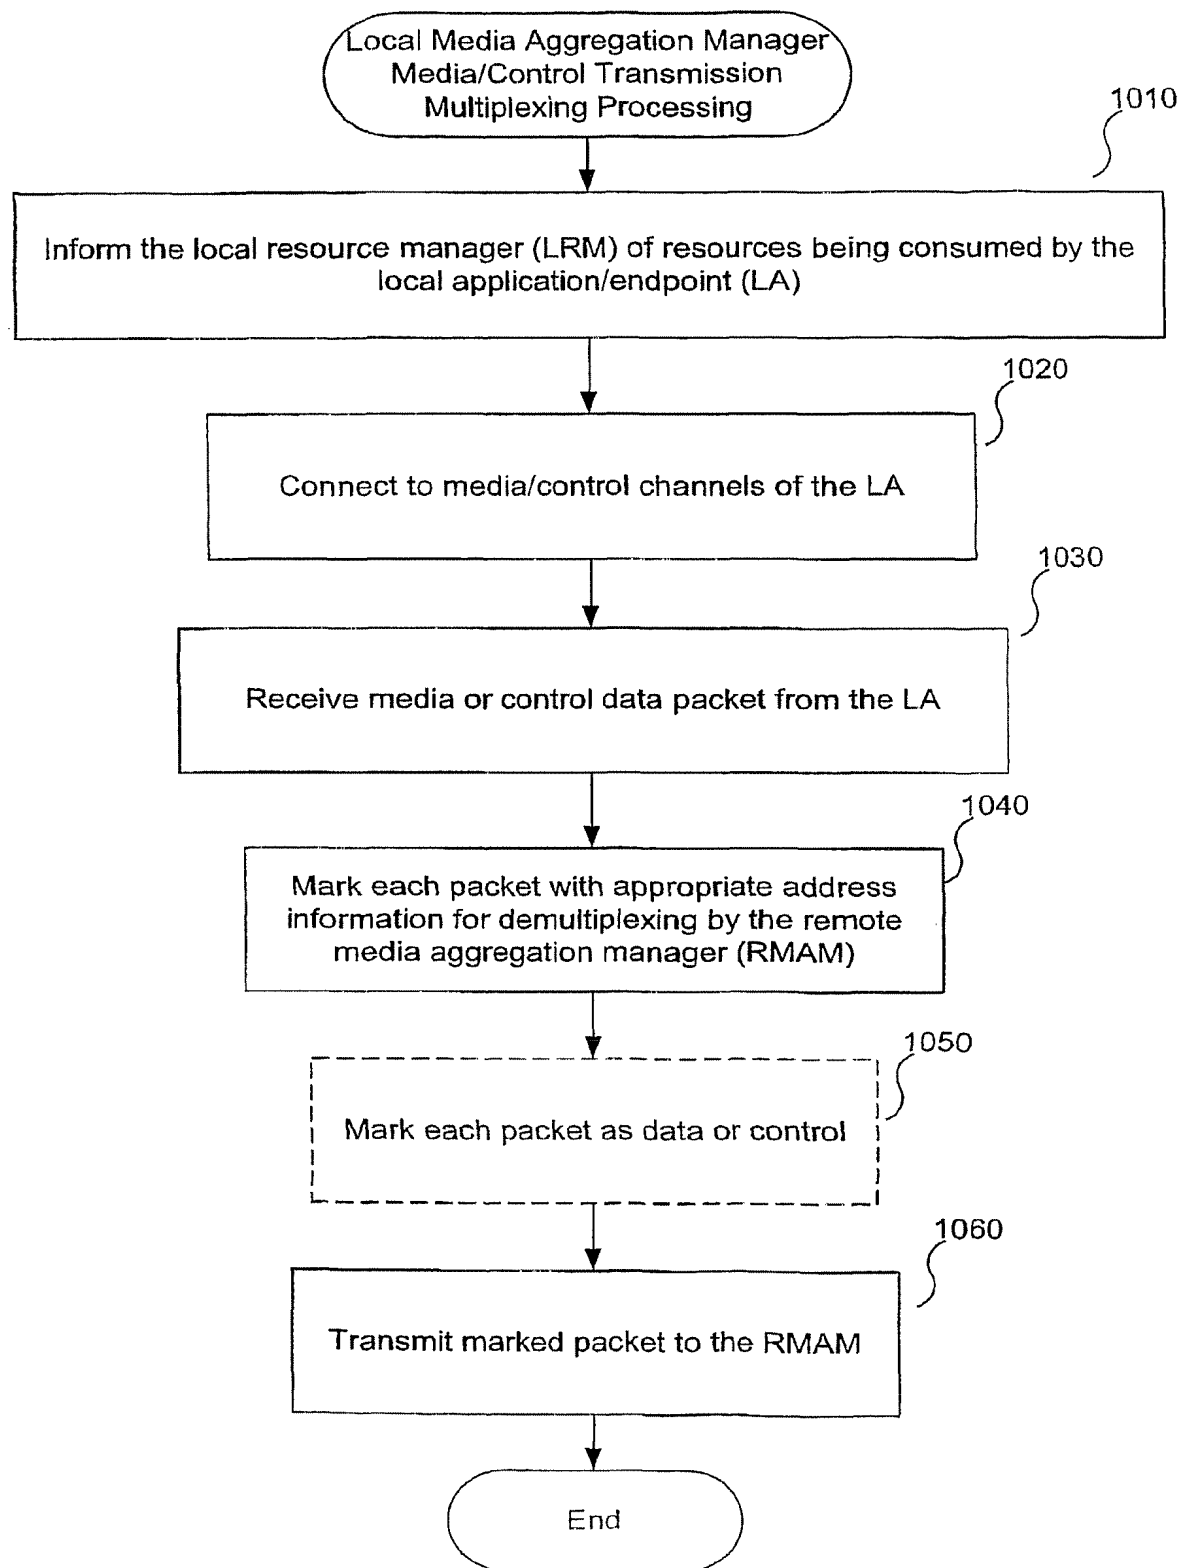 Local Media Aggregation Manager
Media/Control Transmission
Multiplexing Processing
1010
Inform the local resource manager (LRM) of resources being consumed by the
local application/endpoint (LA)
1020
Connect to media/control channels of the LA
1030
Receive media or control data packet from the LA
1040
Mark each packet with appropriate address
information for demultiplexing by the remote
media aggregation manager (RMAM)
1050
Mark each packet as data or control
1060
Transmit marked packet to the RMAM
End